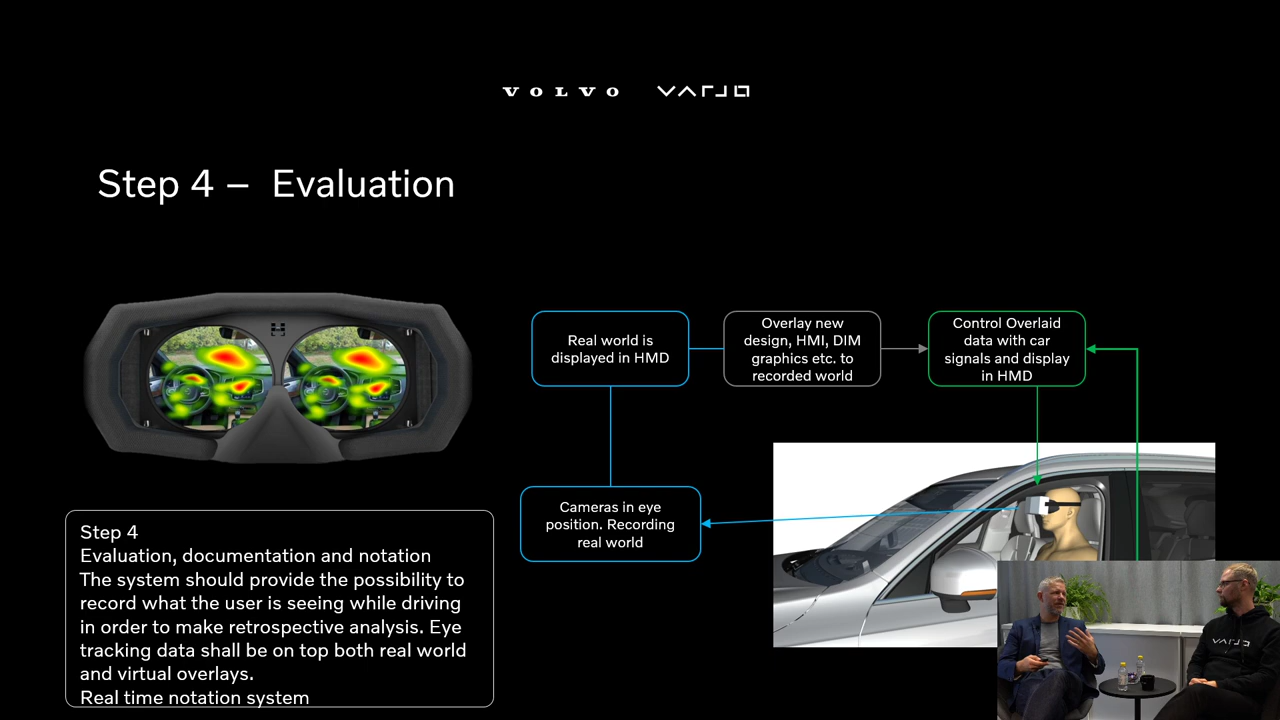 VOLVO VARJO
Step 4 – Evaluation
Real world is
displayed in HMD
Overlay new
design, HMI, DIM
graphics etc. to
recorded world
Control Overlaid
data with car
signals and display
in HMD
Cameras in eye
position. Recording
real world
Step 4
Evaluation, documentation and notation
The system should provide the possibility to
record what the user is seeing while driving
in order to make retrospective analysis. Eye
tracking data shall be on top both real world
and virtual overlays.
Real time notation system
VARJO